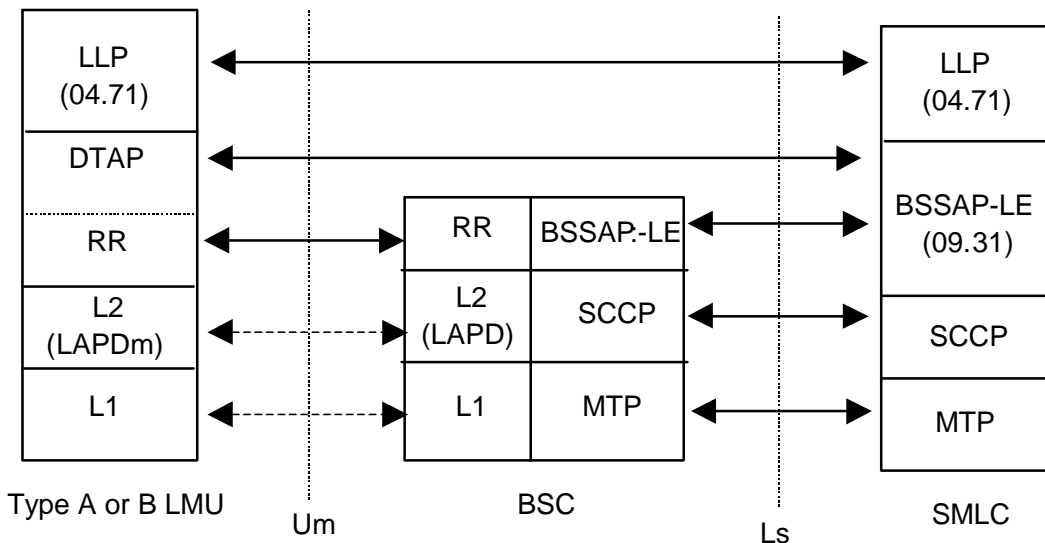 LLP
(04.71)
DTAP
RR
L2
(LAPDm)
L1
Type A or B LMU
Um
RR
BSSAP.-LE
L2
(LAPD)
SCCP
L1
MTP
BSC
Ls
LLP
(04.71)
BSSAP-LE
(09.31)
SCCP
MTP
SMLC